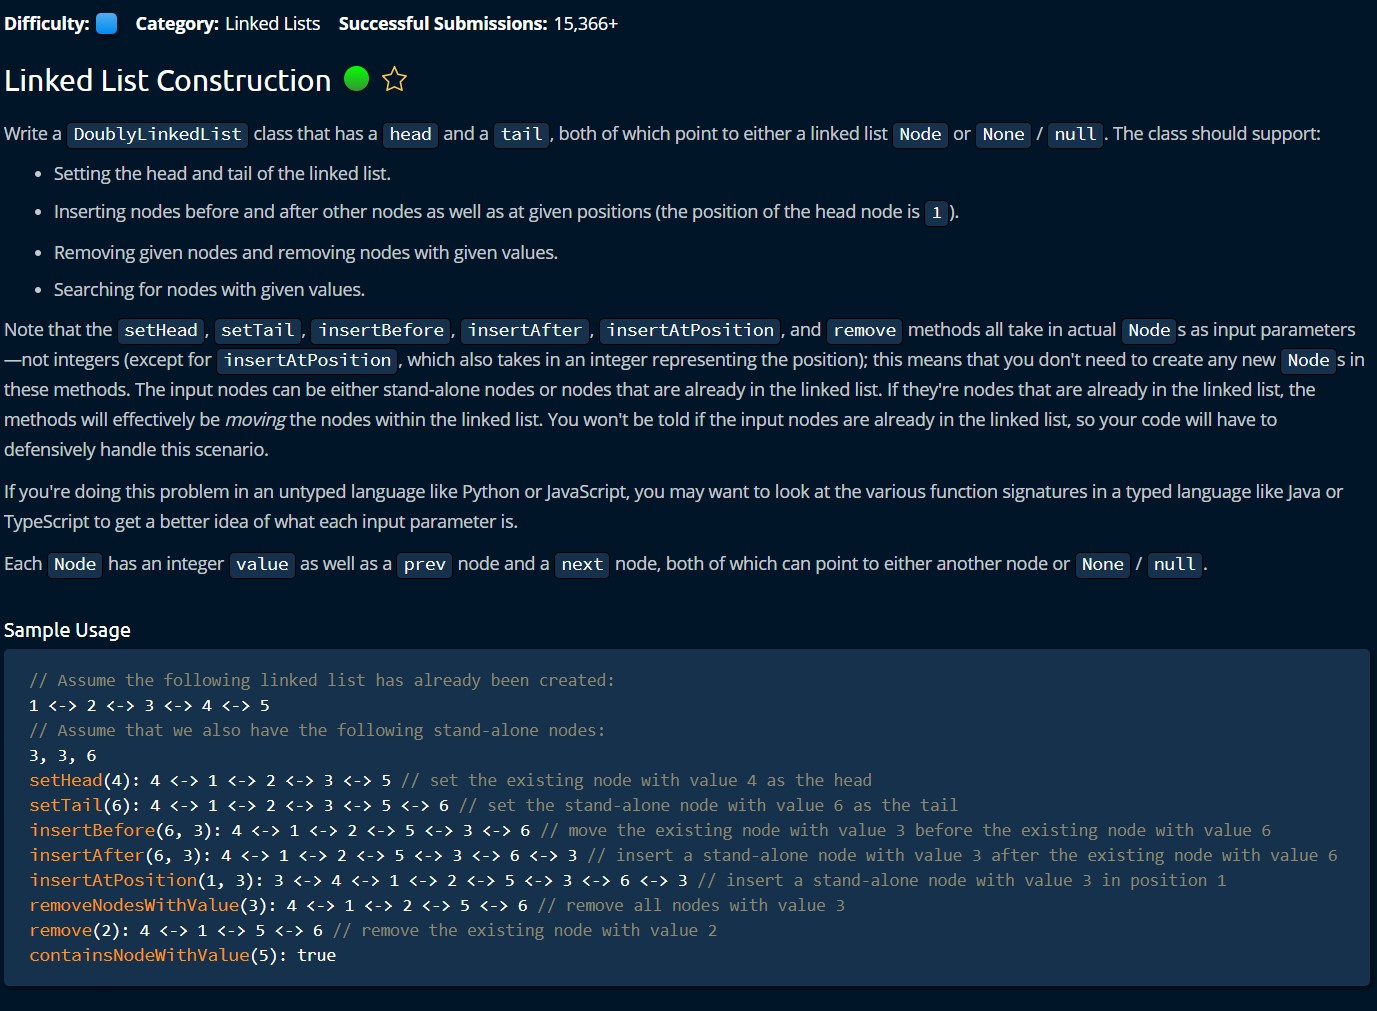 Difficulty: Category: Linked Lists Successful Submissions: 15,366+
Linked List Construction
Write a DoublyLinkedList class that has a head and a tail, both of which point to either a linked list Node or None / null. The class should support:
• Setting the head and tail of the linked list.
• Inserting nodes before and after other nodes as well as at given positions (the position of the head node is 1).
• Removing given nodes and removing nodes with given values.
• Searching for nodes with given values.
Note that the setHead, setTail, insertBefore, insertAfter, insertAtPosition, and remove methods all take in actual Nodes as input parameters
—not integers (except for insertAtPosition, which also takes in an integer representing the position); this means that you don't need to create any new Nodes in
these methods. The input nodes can be either stand-alone nodes or nodes that are already in the linked list. If they're nodes that are already in the linked list, the
methods will effectively be moving the nodes within the linked list. You won't be told if the input nodes are already in the linked list, so your code will have to
defensively handle this scenario.
If you're doing this problem in an untyped language like Python or JavaScript, you may want to look at the various function signatures in a typed language like Java or
TypeScript to get a better idea of what each input parameter is.
Each Node has an integer value as well as a prev node and a next node, both of which can point to either another node or None / null.
Sample Usage
// Assume the following linked list has already been created:
1 <-> 2 <-> 3 <-> 4 <-> 5
// Assume that we also have the following stand-alone nodes:
3, 3, 6
setHead(4): 4 <-> 1 <-> 2 <-> 3 <-> 5 // set the existing node with value 4 as the head
setTail(6): 4 <-> 1 <-> 2 <-> 3 <-> 5 <-> 6 // set the stand-alone node with value 6 as the tail
insertBefore(6, 3): 4 <-> 1 <-> 2 <-> 5 <-> 3 <-> 6 // move the existing node with value 3 before the existing node with value 6
insertAfter(6, 3): 4 <-> 1 <-> 2 <-> 5 <-> 3 <-> 6 <-> 3 // insert a stand-alone node with value 3 after the existing node with value 6
insertAtPosition(1, 3): 3 <-> 4 <-> 1 <-> 2 <-> 5 <-> 3 <-> 6 <-> 3 // insert a stand-alone node with value 3 in position 1
removeNodesWithValue(3): 4 <-> 1 <-> 2 <-> 5 <-> 6 // remove all nodes with value 3
remove(2): 4 <-> 1 <-> 5 <-> 6 // remove the existing node with value 2
containsNodeWithValue(5): true